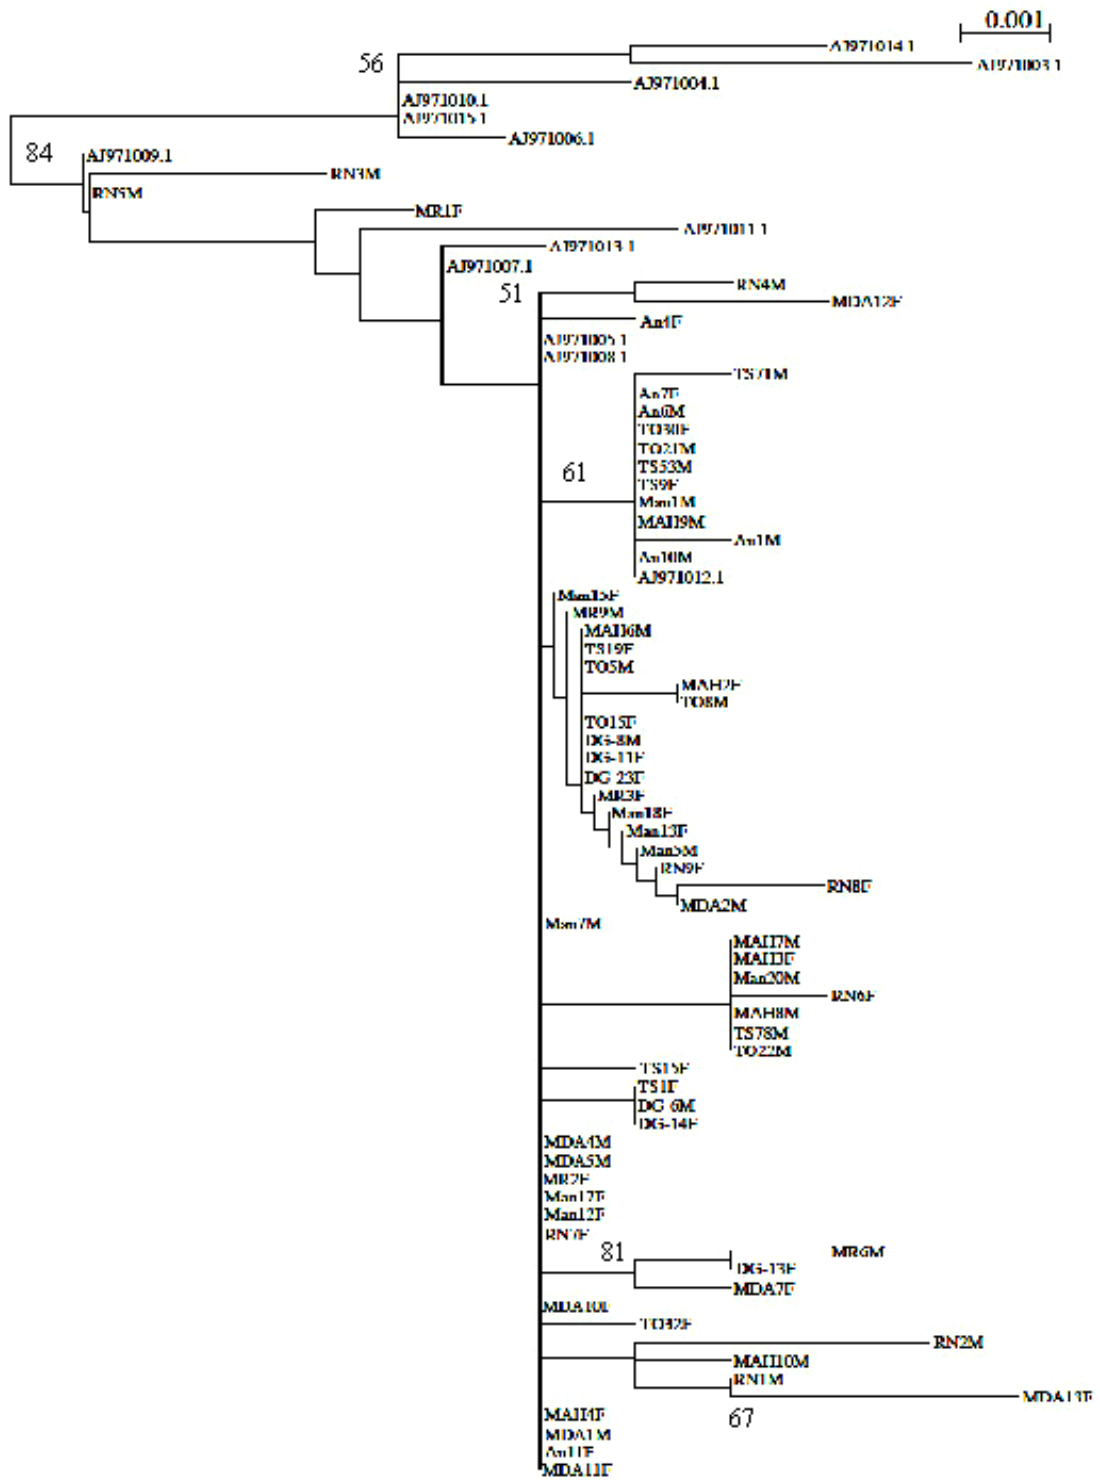 0.001
AJ971014.1
56
AJ971003.1
AJ971004.1
AJ971010.1
AJ971015.1
AJ971006.1
84
AJ971009.1
RN3M
RN5M
MR1F
AJ971011.1
AJ971013.1
AJ971007.1
51
RN4M
MDA12F
An4F
AJ971005.1
AJ971008.1
TS71M
An7F
An6M
TO30F
TO21M
TS53M
61
TS9F
Man1M
MAH9M
An1M
An10M
AJ971012.1
Man15F
MR9M
MAH6M
TS19F
TO5M
MAH2F
TO8M
TO15F
DG-8M
DG-11F
DG-23F
MR3F
Man18F
Man13F
Man5M
RN9F
RN8F
MDA2M
Man7M
MAH7M
MAH3F
Man20M
RN6F
MAH8M
TS78M
TO22M
TS15F
TS1F
DG-6M
DG-14F
MDA4M
MDA5M
MR2F
Man17F
Man12F
RN7F
81
MR6M
DG-13F
MDA7F
MDA10F
TO42F
RN2M
MAH10M
RN1M
MDA13F
67
MAH4F
MDA1M
An11F
MDA11F